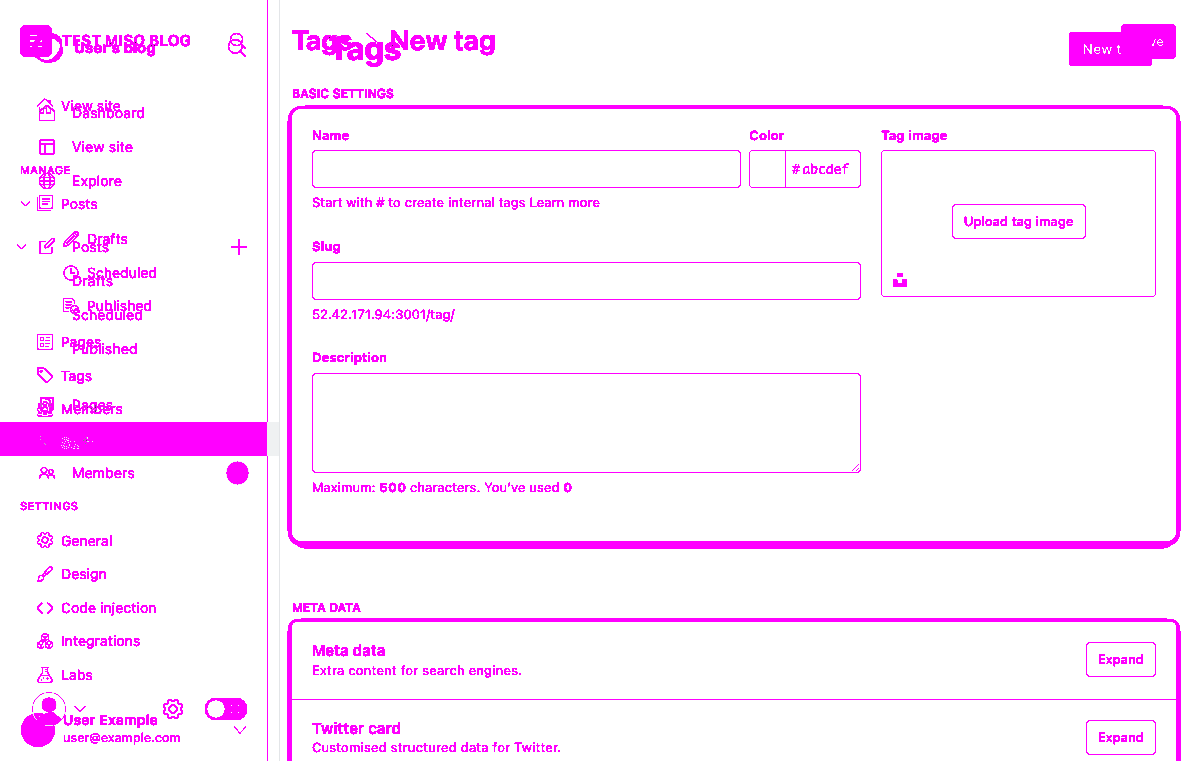 TEST MISO BLOG
User's Blog
View site
Dashboard
View site
MANAGE
Explore
Posts
Drafts
Posts
Scheduled
Drafts
Published
Scheduled
Pages
Published
Tags
Pages
Members
Members
SETTINGS
General
Design
Code injection
Integrations
Labs
User Example
user@example.com
Tags
New tag
Tags
New t
BASIC SETTINGS
Name
Color
#abcdef
Start with # to create internal tags Learn more
Slug
52.42.171.94:3001/tag/
Description
Maximum: 500 characters. You've used 0
Tag image
Upload tag image
META DATA
Meta data
Extra content for search engines.
Expand
Twitter card
Customised structured data for Twitter.
Expand